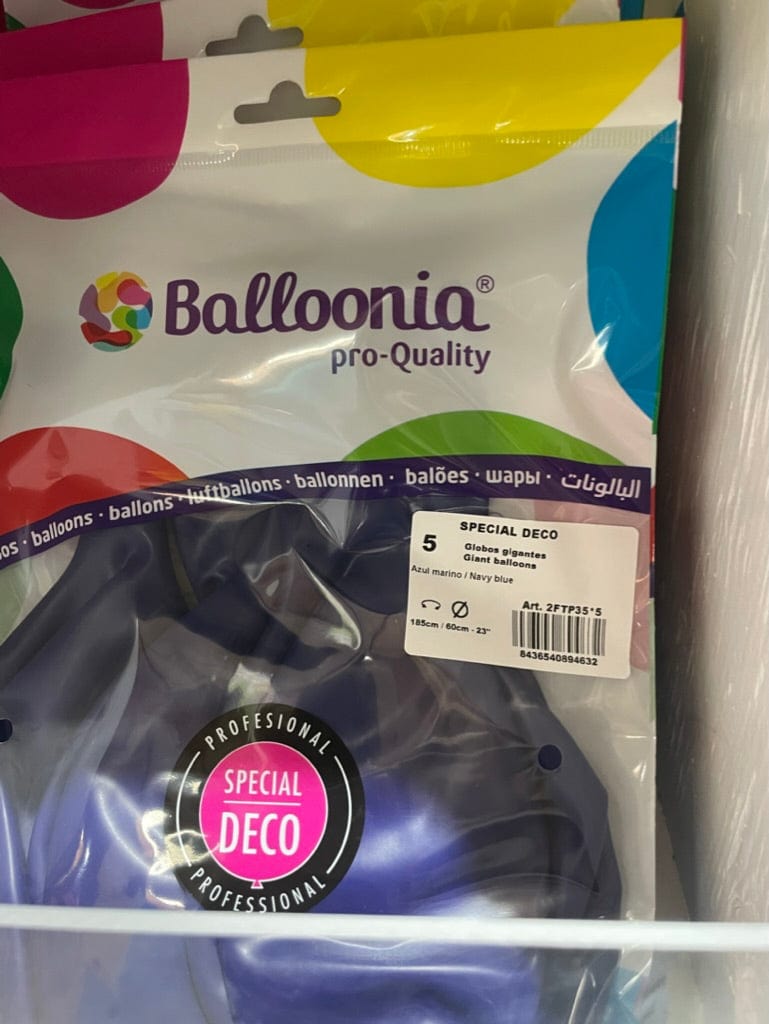 Balloonia®
pro-Quality
balloons · ballons · luftballons · ballonnen · balões · шары · البالونات
SPECIAL DECO
5
Globos gigantes
Giant balloons
Azul marino / Navy blue
Art. 2FTP35*5
185cm / 60cm - 23"
8436540894632
PROFESIONAL
SPECIAL
DECO
PROFESSIONAL